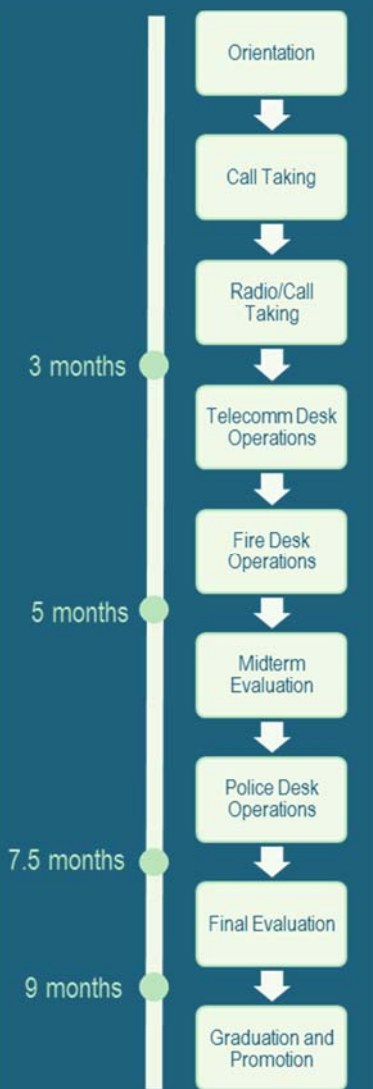 Orientation
Call Taking
Radio/Call
Taking
3 months
Telecomm Desk
Operations
Fire Desk
Operations
5 months
Midterm
Evaluation
Police Desk
Operations
7.5 months
Final Evaluation
9 months
Graduation and
Promotion